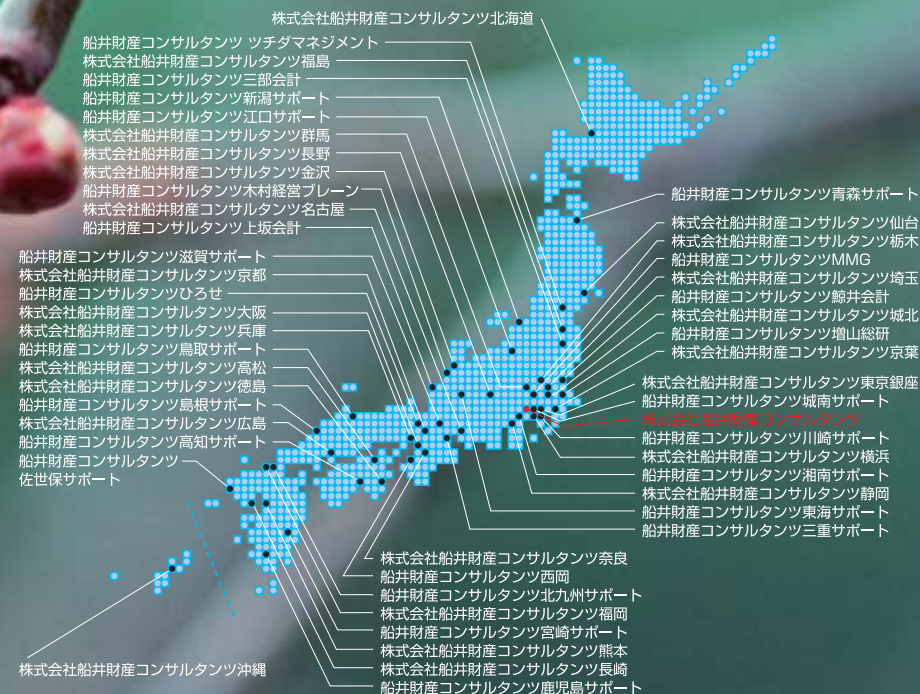 株式会社船井財産コンサルタンツ北海道
船井財産コンサルタンツ ツチダマネジメント
株式会社船井財産コンサルタンツ福島
船井財産コンサルタンツ三部会計
船井財産コンサルタンツ新潟サポート
船井財産コンサルタンツ江口サポート
株式会社船井財産コンサルタンツ群馬
株式会社船井財産コンサルタンツ長野
株式会社船井財産コンサルタンツ金沢
船井財産コンサルタンツ木村経営ブレーン
株式会社船井財産コンサルタンツ名古屋
船井財産コンサルタンツ上坂会計
船井財産コンサルタンツ滋賀サポート
株式会社船井財産コンサルタンツ京都
船井財産コンサルタンツひろせ
株式会社船井財産コンサルタンツ大阪
株式会社船井財産コンサルタンツ兵庫
船井財産コンサルタンツ鳥取サポート
株式会社船井財産コンサルタンツ高松
株式会社船井財産コンサルタンツ徳島
船井財産コンサルタンツ島根サポート
株式会社船井財産コンサルタンツ広島
船井財産コンサルタンツ高知サポート
船井財産コンサルタンツ
佐世保サポート
船井財産コンサルタンツ青森サポート
株式会社船井財産コンサルタンツ仙台
株式会社船井財産コンサルタンツ栃木
船井財産コンサルタンツMMG
株式会社船井財産コンサルタンツ埼玉
船井財産コンサルタンツ鯨井会計
株式会社船井財産コンサルタンツ城北
船井財産コンサルタンツ増山総研
株式会社船井財産コンサルタンツ京葉
株式会社船井財産コンサルタンツ東京銀座
船井財産コンサルタンツ城南サポート
株式会社船井財産コンサルタンツ
船井財産コンサルタンツ川崎サポート
株式会社船井財産コンサルタンツ横浜
船井財産コンサルタンツ湘南サポート
株式会社船井財産コンサルタンツ静岡
船井財産コンサルタンツ東海サポート
船井財産コンサルタンツ三重サポート
株式会社船井財産コンサルタンツ奈良
船井財産コンサルタンツ西岡
船井財産コンサルタンツ北九州サポート
株式会社船井財産コンサルタンツ福岡
船井財産コンサルタンツ宮崎サポート
株式会社船井財産コンサルタンツ熊本
株式会社船井財産コンサルタンツ長崎
船井財産コンサルタンツ鹿児島サポート
株式会社船井財産コンサルタンツ沖縄